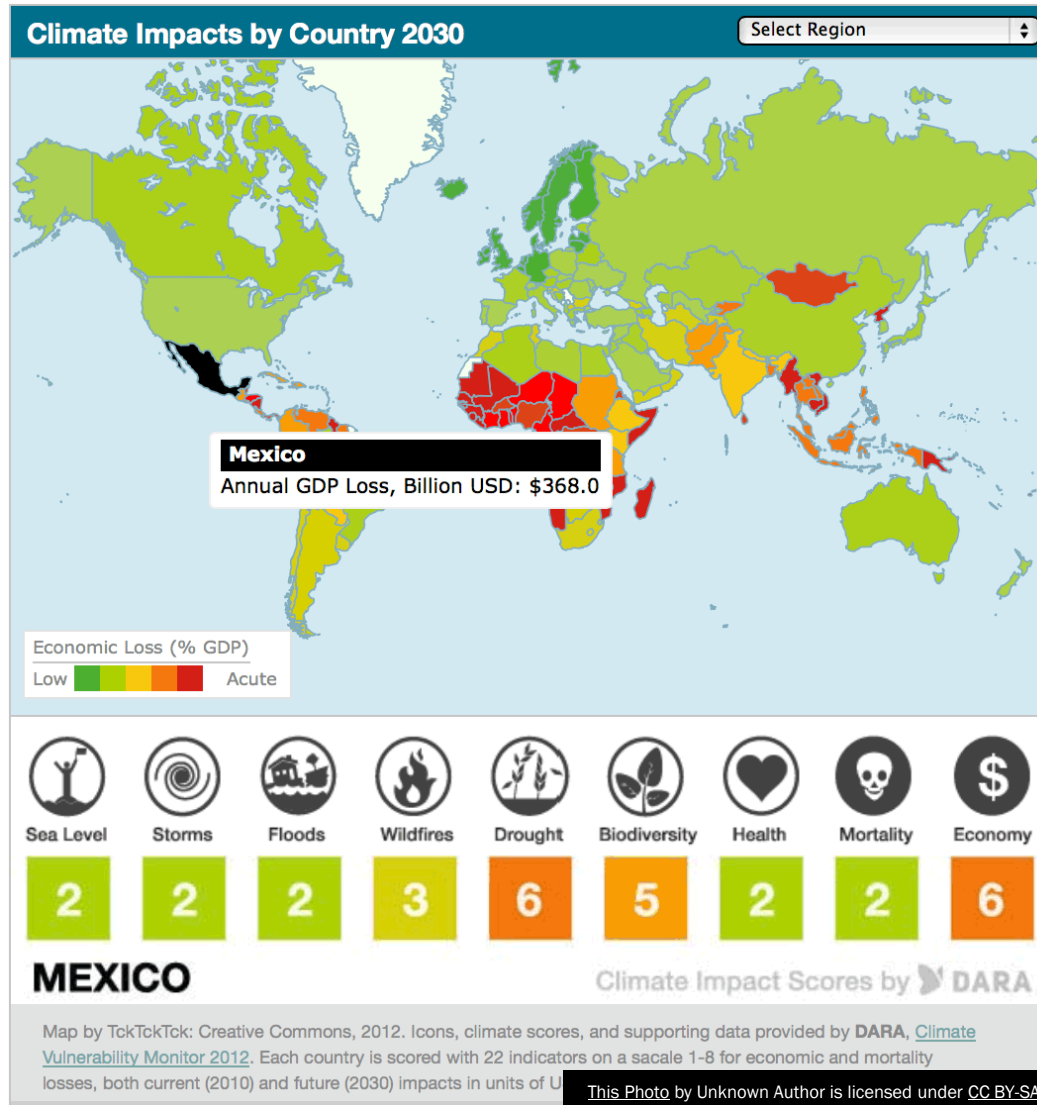 Climate Impacts by Country 2030
Select Region
Mexico
Annual GDP Loss, Billion USD: $368.0
Economic Loss (% GDP)
Low Acute
Sea Level Storms Floods Wildfires Drought Biodiversity Health Mortality Economy
2 2 2 3 6 5 2 2 6
MEXICO
Climate Impact Scores by DARA
Map by TckTckTck: Creative Commons, 2012. Icons, climate scores, and supporting data provided by DARA, Climate
Vulnerability Monitor 2012. Each country is scored with 22 indicators on a sacale 1-8 for economic and mortality
losses, both current (2010) and future (2030) impacts in units of
This Photo by Unknown Author is licensed under CC BY-SA